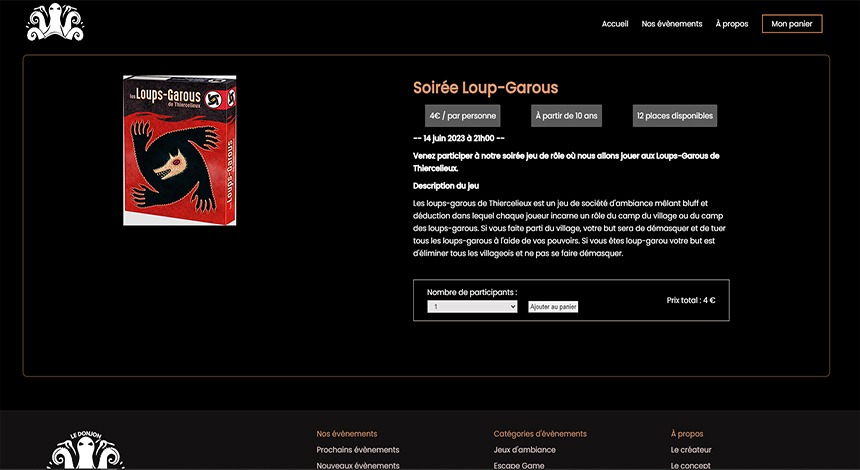 Accueil
Nos évènements
À propos
Mon panier
les Loups-Garous
de Thiercelieux
Loups-Garous
Soirée Loup-Garous
4€ / par personne
À partir de 10 ans
12 places disponibles
-- 14 juin 2023 à 21h00 --
Venez participer à notre soirée jeu de rôle où nous allons jouer aux Loups-Garous de
Thiercelieux.
Description du jeu
Les loups-garous de Thiercelieux est un jeu de société d'ambiance mêlant bluff et
déduction dans lequel chaque joueur incarne un rôle du camp du village ou du camp
des loups-garous. Si vous faite parti du village, votre but sera de démasquer et de tuer
tous les loups-garous à l'aide de vos pouvoirs. Si vous êtes loup-garou votre but est
d'éliminer tous les villageois et ne pas se faire démasquer.
Nombre de participants :
1
Ajouter au panier
Prix total : 4 €
LE DONJON
Nos évènements
Prochains évènements
Nouveaux évènements
Catégories d'évènements
Jeux d'ambiance
Escape Game
À propos
Le créateur
Le concept